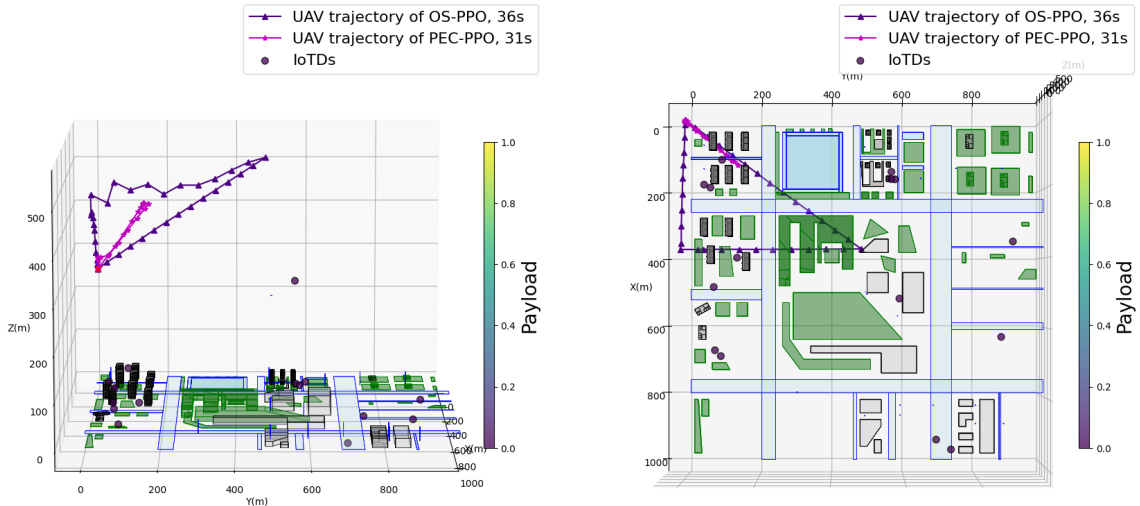 UAV trajectory of OS-PPO, 36s
UAV trajectory of PEC-PPO, 31s
IoTDs
500
400
300
200
100
0
Z(m)
0
200
400
600
800
1000
Y(m)
0
-200
-400
-600
-800
X(m)
1.0
0.8
0.6
0.4
0.2
0.0
Payload
UAV trajectory of OS-PPO, 36s
UAV trajectory of PEC-PPO, 31s
IoTDs
Z(m)
Y(m)
0
200
400
600
800
500
0
200
400
600
800
1000
X(m)
1.0
0.8
0.6
0.4
0.2
0.0
Payload